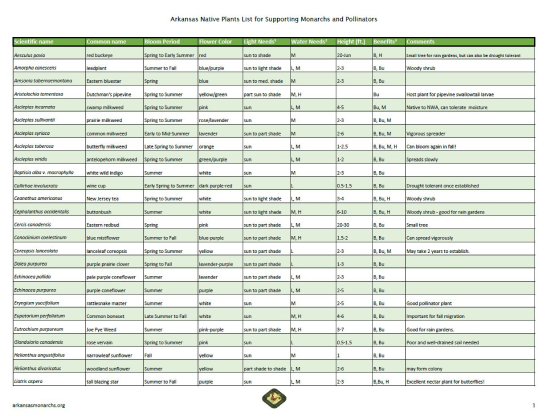 Arkansas Native Plants List for Supporting Monarchs and Pollinators
Scientific name Common name Bloom Period Flower Color Light Needs¹ Water Needs² Height (ft.) Benefits³ Comments
Aesculus pavia red buckeye Spring to Early Summer red sun to part shade M 20-sun B, H Small tree for rain gardens, but can also be drought tolerant
Amorpha canescens leadplant Summer to Fall blue/purple sun to light shade L, M 2-3 B, Bu Woody shrub
Amsonia tabernaemontana Eastern bluestar Spring blue sun to med. shade M 2-3 B, Bu
Aristolochia tomentosa Dutchman's pipevine Spring to Summer yellow/green part sun to shade M, H Bu Host plant for pipevine swallowtail larvae
Asclepias incarnata swamp milkweed Spring to Summer pink sun L, M 4-5 Bu, M Native to NWA, can tolerate moisture
Asclepias sullivantii prairie milkweed Spring to Summer rose/lavender sun M 2-3 B, Bu, M
Asclepias syriaca common milkweed Early to Mid-Summer lavender sun to part shade M 2-6 B, Bu, M Vigorous spreader
Asclepias tuberosa butterfly milkweed Late Spring to Summer orange sun L, M 1-2.5 B, Bu, M, H Can bloom again in fall!
Asclepias viridis antelopehorn milkweed Spring to Summer green/purple sun L, M 1-2 B, Bu, M Spreads slowly
Baptisia alba v. macrophylla white wild indigo Summer white sun M 2-3 B, Bu
Callirhoe involucrata wine cup Early Spring to Summer dark purple-red sun L 0.5-1.5 B, Bu Drought tolerant once established
Ceanothus americanus New Jersey tea Spring to Summer white sun to light shade L, M 3-4 B, Bu, H Woody shrub
Cephalanthus occidentalis buttonbush Summer white sun to light shade M, H 6-10 B, Bu, H Woody shrub - good for rain gardens
Cercis canadensis Eastern redbud Spring pink sun to part shade L, M 20-30 B, Bu Small tree
Conoclinium coelestinum blue mistflower Summer to Fall blue-purple sun to part shade M, H 1.5-2 B, Bu Can spread vigorously
Coreopsis lanceolata lanceleaf coreopsis Spring to Summer yellow sun to part shade L 2-3 B, Bu, M May take 2 years to establish.
Dalea purpurea purple prairie clover Spring to Fall lavender-purple sun to part shade L 1-3 B, Bu
Echinacea pallida pale purple coneflower Summer lavender sun to part shade L, M 2-3 B, Bu
Echinacea purpurea purple coneflower Summer purple sun to part shade L, M 2-5 B, Bu
Eryngium yuccifolium rattlesnake master Summer white sun M 2-5 Good pollinator plant
Eupatorium perfoliatum Common boneset Late Summer to Fall white sun to part shade M, H 4-6 B, Bu Important for fall migration
Eutrochium purpureum Joe Pye Weed Summer pink-purple sun to part shade M, H 3-7 B, Bu Good for rain gardens.
Glandularia canadensis rose vervain Spring to Summer pink sun L 0.5-1.5 B, Bu Poor and well-drained soil needed
Helianthus angustifolius narrowleaf sunflower Fall yellow sun M 1 B, Bu
Helianthus divaricatus woodland sunflower Summer yellow part shade to shade L, M 2-6 B, Bu may form colony
Liatris aspera tall blazing star Summer to Fall purple sun L, M 2-3 B,Bu, H Excellent nectar plant for butterflies!
arkansasmonarchs.org 1